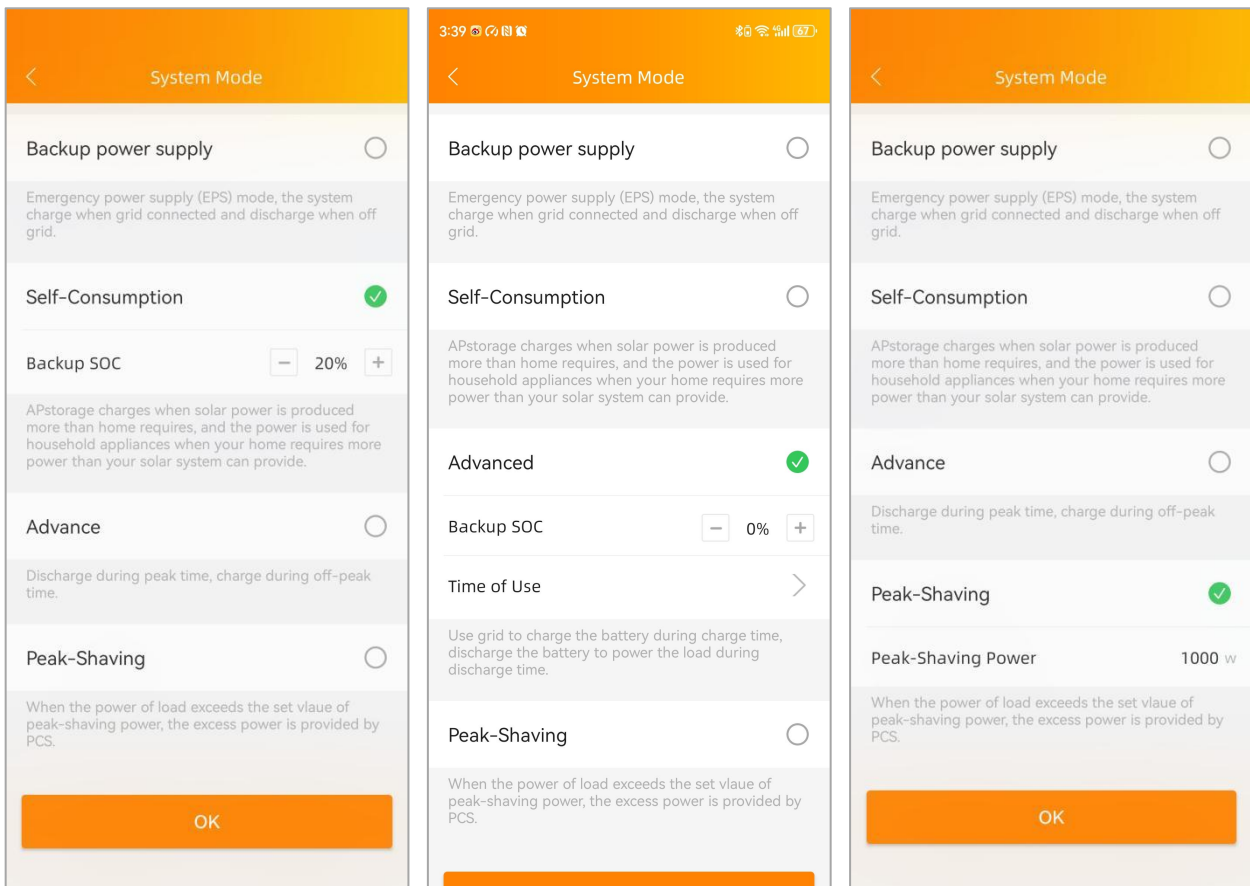 System Mode
Backup power supply
Emergency power supply (EPS) mode, the system
charge when grid connected and discharge when off
grid.
Self-Consumption
Backup SOC
− 20% +
APstorage charges when solar power is produced
more than home requires, and the power is used for
household appliances when your home requires more
power than your solar system can provide.
Advance
Discharge during peak time, charge during off-peak
time.
Peak-Shaving
When the power of load exceeds the set vlaue of
peak-shaving power, the excess power is provided by
PCS.
OK
3:39
67
System Mode
Backup power supply
Emergency power supply (EPS) mode, the system
charge when grid connected and discharge when off
grid.
Self-Consumption
APstorage charges when solar power is produced
more than home requires, and the power is used for
household appliances when your home requires more
power than your solar system can provide.
Advanced
Backup SOC
− 0% +
Time of Use
Use grid to charge the battery during charge time,
discharge the battery to power the load during
discharge time.
Peak-Shaving
When the power of load exceeds the set vlaue of
peak-shaving power, the excess power is provided by
PCS.
System Mode
Backup power supply
Emergency power supply (EPS) mode, the system
charge when grid connected and discharge when off
grid.
Self-Consumption
APstorage charges when solar power is produced
more than home requires, and the power is used for
household appliances when your home requires more
power than your solar system can provide.
Advance
Discharge during peak time, charge during off-peak
time.
Peak-Shaving
Peak-Shaving Power 1000 W
When the power of load exceeds the set vlaue of
peak-shaving power, the excess power is provided by
PCS.
OK